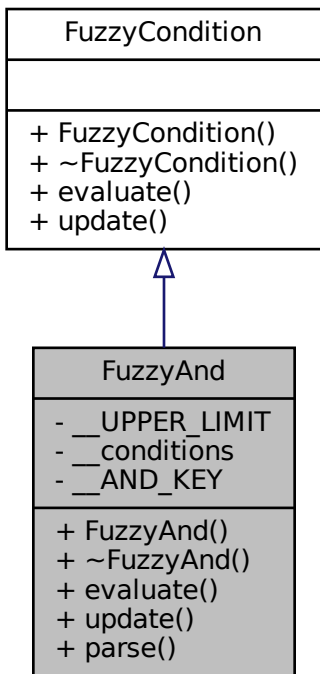 FuzzyCondition
+ FuzzyCondition()
+ ~FuzzyCondition()
+ evaluate()
+ update()
FuzzyAnd
- __UPPER_LIMIT
- __conditions
- __AND_KEY
+ FuzzyAnd()
+ ~FuzzyAnd()
+ evaluate()
+ update()
+ parse()